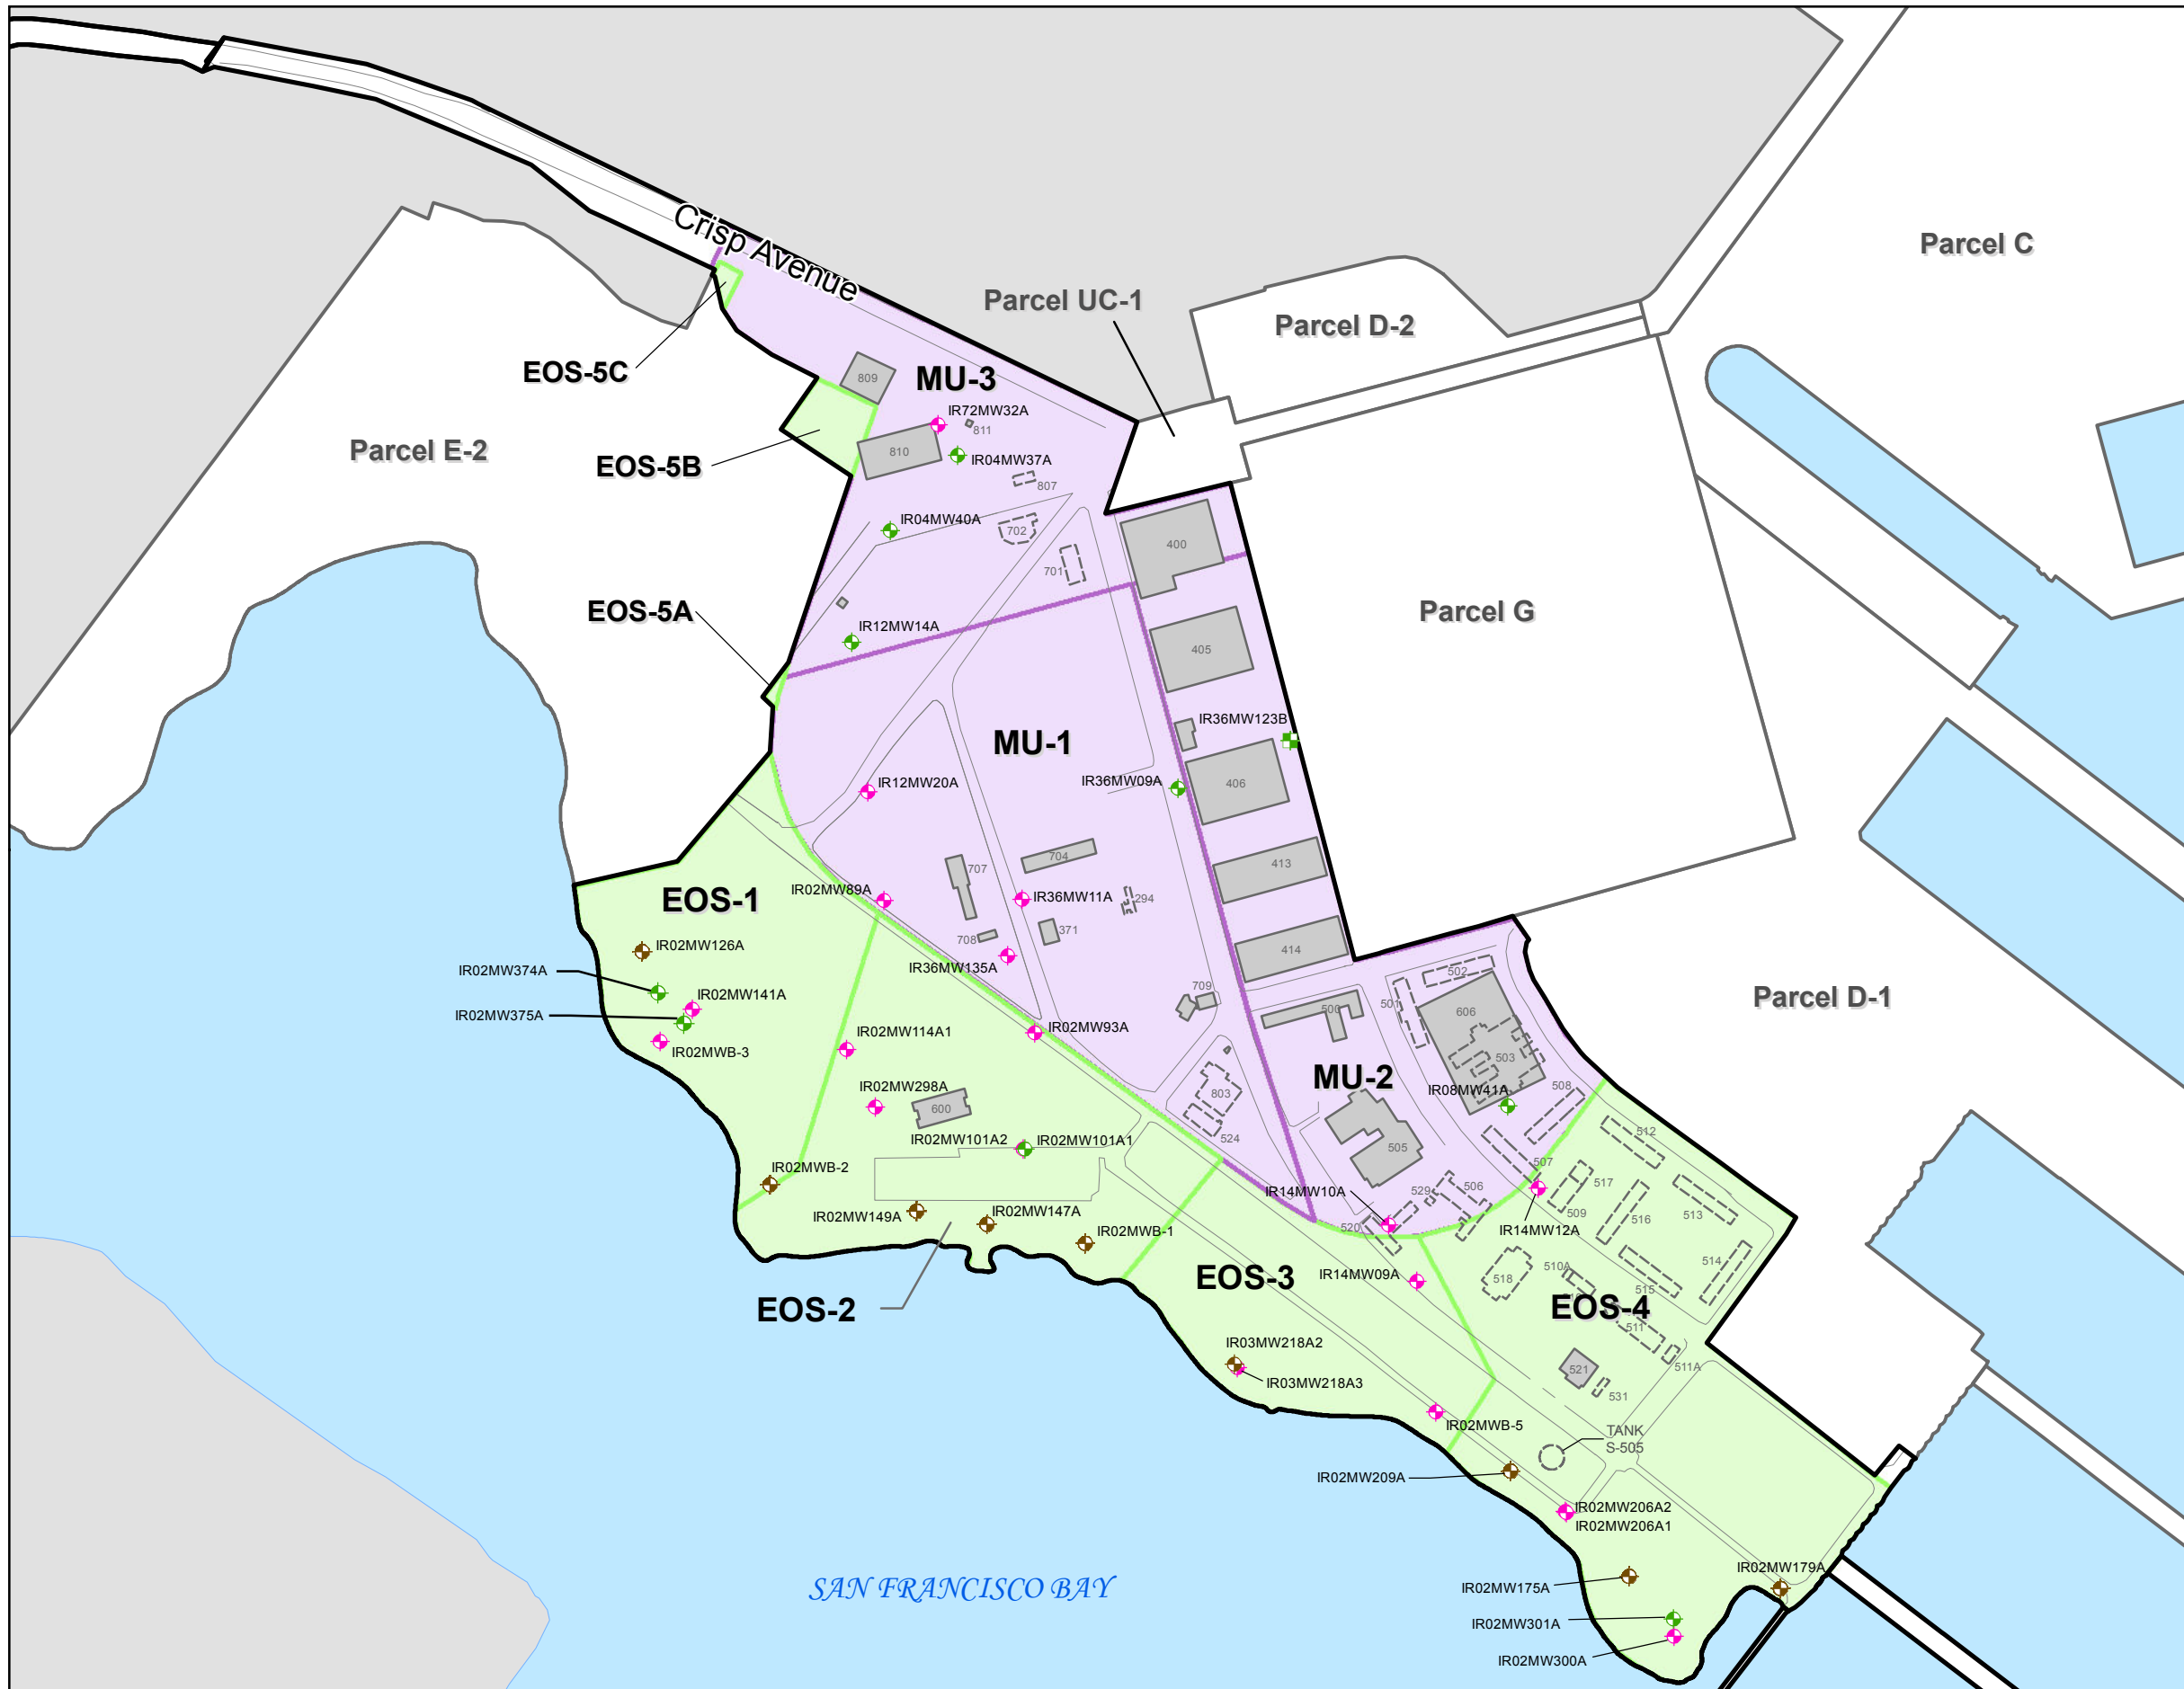 Crisp Avenue
Parcel C
Parcel UC-1
Parcel D-2
EOS-5C
MU-3
809
IR72MW32A
811
Parcel E-2
EOS-5B
810
IR04MW37A
807
IR04MW40A
702
400
701
EOS-5A
IR12MW14A
Parcel G
405
IR36MW123B
MU-1
IR12MW20A
IR36MW09A
406
704
413
707
IR02MW89A
EOS-1
IR36MW11A
294
371
708
IR02MW126A
414
IR36MW135A
IR02MW374A
502
709
Parcel D-1
501
500
606
IR02MW141A
IR02MW375A
IR02MW93A
IR02MW114A1
IR02MWB-3
503
MU-2
IR02MW298A
600
803
IR08MW41A
508
524
512
IR02MW101A2
IR02MW101A1
505
507
IR02MWB-2
517
506
529
IR14MW10A
509
516
513
IR02MW149A
IR02MW147A
520
IR14MW12A
IR02MWB-1
514
EOS-3
IR14MW09A
518
510A
515
EOS-2
EOS-4
511
IR03MW218A2
511A
521
IR03MW218A3
531
IR02MWB-5
TANK
S-505
IR02MW209A
IR02MW206A2
IR02MW206A1
SAN FRANCISCO BAY
IR02MW175A
IR02MW179A
IR02MW301A
IR02MW300A